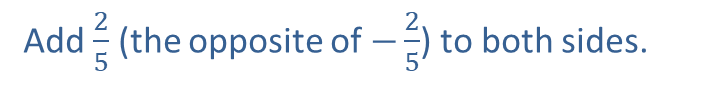 Add 2/5 (the opposite of − 2/5) to both sides.